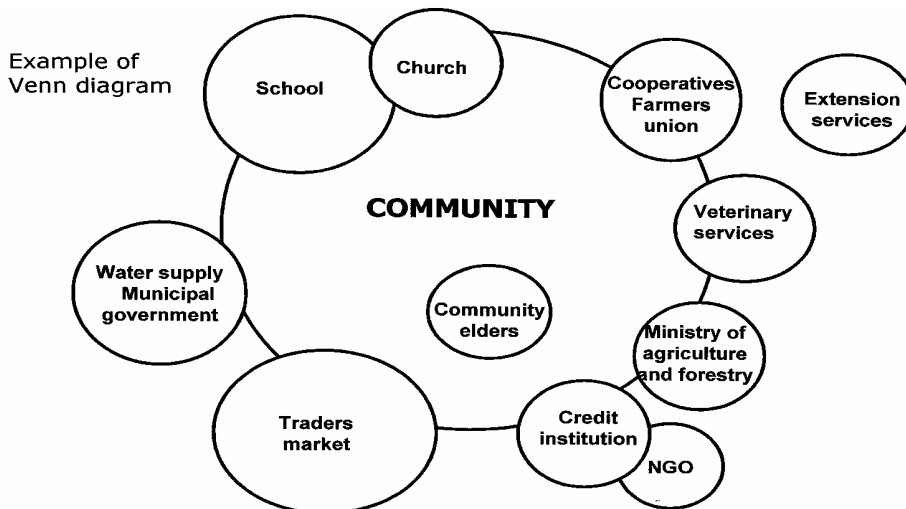 Example of
Venn diagram
School
Church
Cooperatives
Farmers
union
Extension
services
COMMUNITY
Veterinary
services
Water supply
Municipal
government
Community
elders
Ministry of
agriculture
and forestry
Traders
market
Credit
institution
NGO